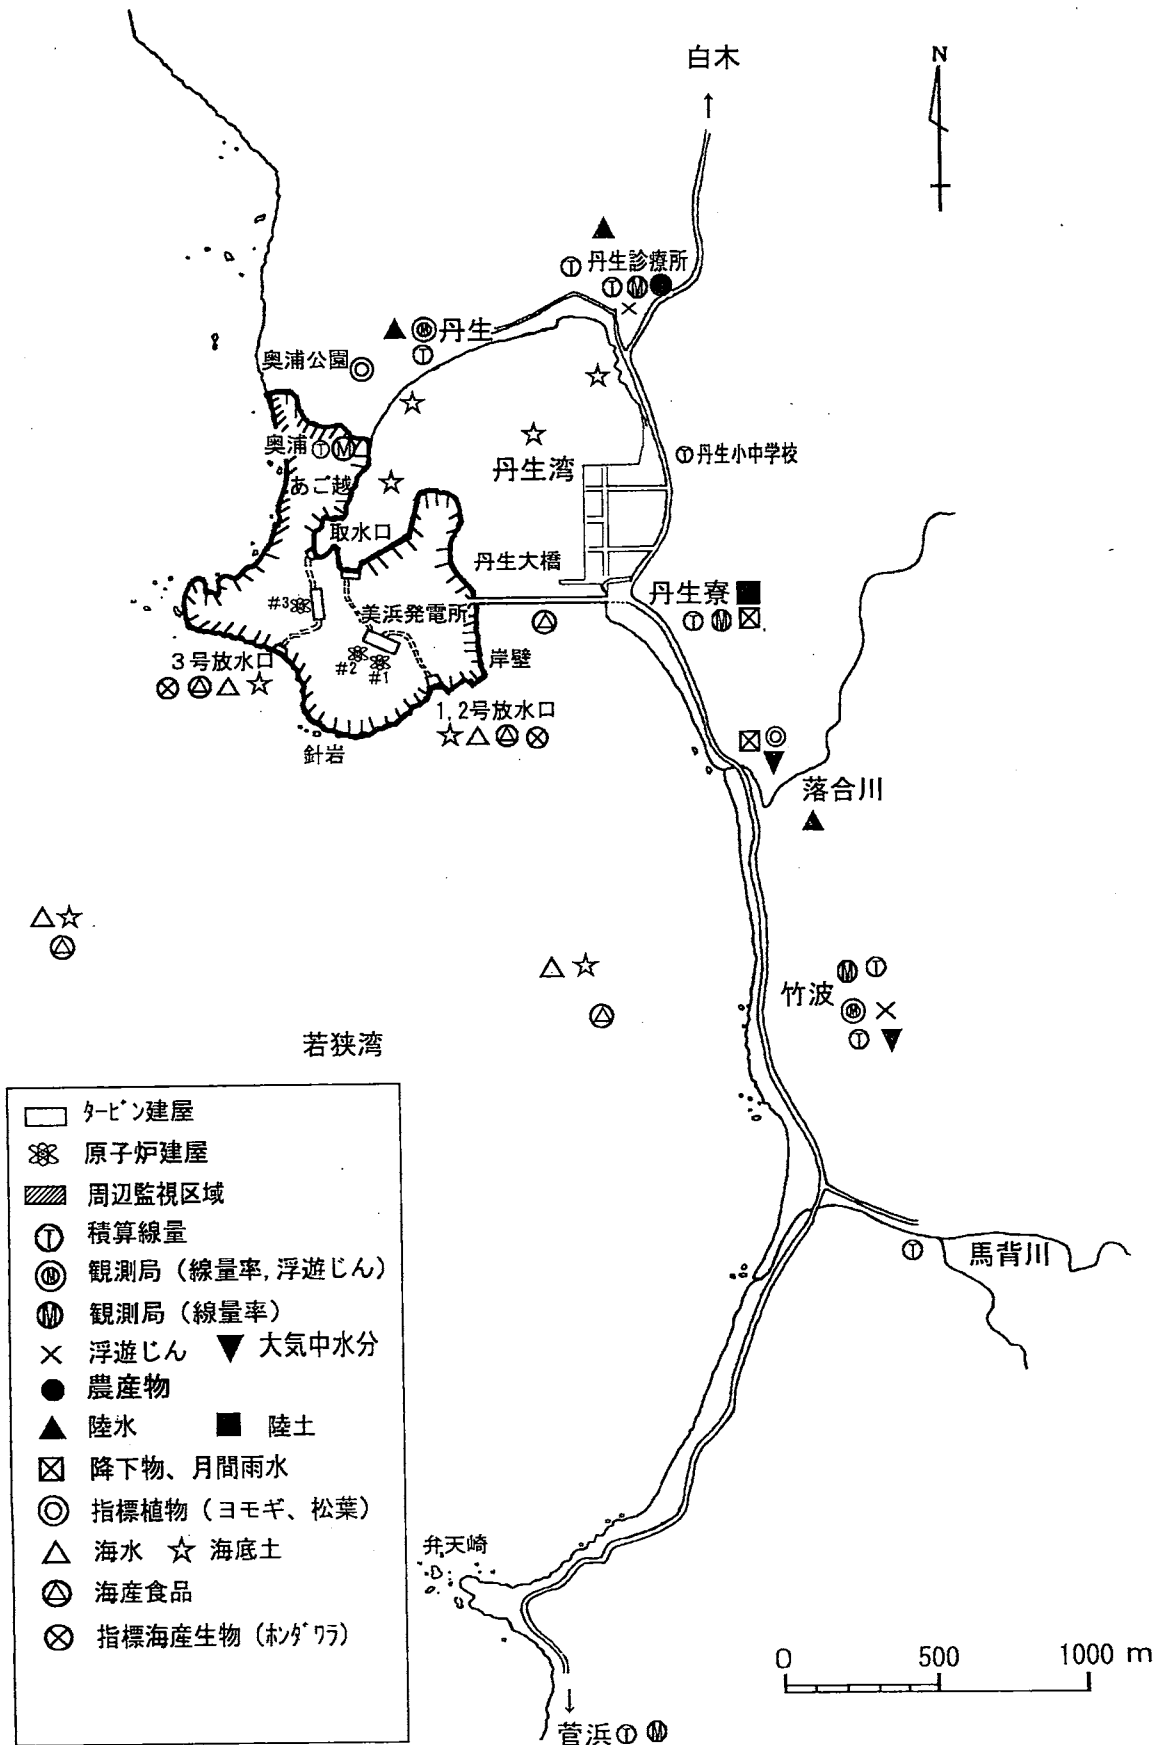 白木
N
丹生診療所
Ⓣ
Ⓣ Ⓜ
Ⓜ 丹生
Ⓣ
奥浦公園
奥浦 Ⓣ Ⓜ
あご越
丹生湾
Ⓣ 丹生小中学校
取水口
丹生大橋
丹生寮
Ⓣ Ⓜ
#3
美浜発電所
#2
#1
岸壁
3号放水口
1,2号放水口
針岩
落合川
竹波
Ⓜ Ⓣ
Ⓜ
Ⓣ
若狭湾
馬背川
Ⓣ
タービン建屋
原子炉建屋
周辺監視区域
Ⓣ 積算線量
Ⓜ 観測局（線量率,浮遊じん）
Ⓜ 観測局（線量率）
× 浮遊じん ▼ 大気中水分
● 農産物
▲ 陸水 ■ 陸土
降下物、月間雨水
◎ 指標植物（ヨモギ、松葉）
△ 海水 ☆ 海底土
海産食品
⊗ 指標海産生物（ホンダワラ）
弁天崎
0 500 1000 m
菅浜 Ⓣ Ⓜ